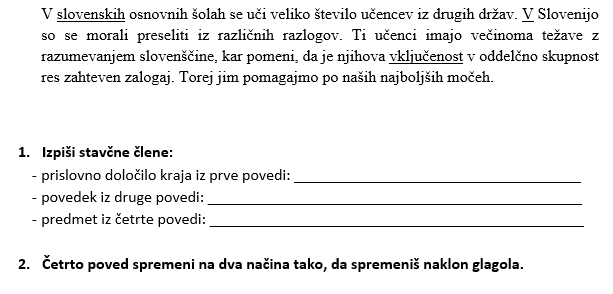 V slovenskih osnovnih šolah se uči veliko število učencev iz drugih držav. V Slovenijo
so se morali preseliti iz različnih razlogov. Ti učenci imajo večinoma težave z
razumevanjem slovenščine, kar pomeni, da je njihova vključenost v oddelčno skupnost
res zahteven zalogaj. Torej jim pomagajmo po naših najboljših močeh.
1. Izpiši stavčne člene:
- prislovno določilo kraja iz prve povedi: ____________________
- povedek iz druge povedi: ____________________
- predmet iz četrte povedi: ____________________
2. Četrto poved spremeni na dva načina tako, da spremeniš naklon glagola.